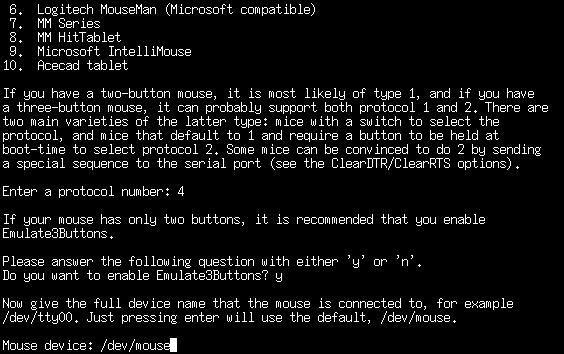 6. Logitech MouseMan (Microsoft compatible)
7. MM Series
8. MM HitTablet
9. Microsoft IntelliMouse
10. Acecad tablet
If you have a two-button mouse, it is most likely of type 1, and if you have
a three-button mouse, it can probably support both protocol 1 and 2. There are
two main varieties of the latter type: mice with a switch to select the
protocol, and mice that default to 1 and require a button to be held at
boot-time to select protocol 2. Some mice can be convinced to do 2 by sending
a special sequence to the serial port (see the ClearDTR/ClearRTS options).
Enter a protocol number: 4
If your mouse has only two buttons, it is recommended that you enable
Emulate3Buttons.
Please answer the following question with either 'y' or 'n'.
Do you want to enable Emulate3Buttons? y
Now give the full device name that the mouse is connected to, for example
/dev/tty00. Just pressing enter will use the default, /dev/mouse.
Mouse device: /dev/mouse